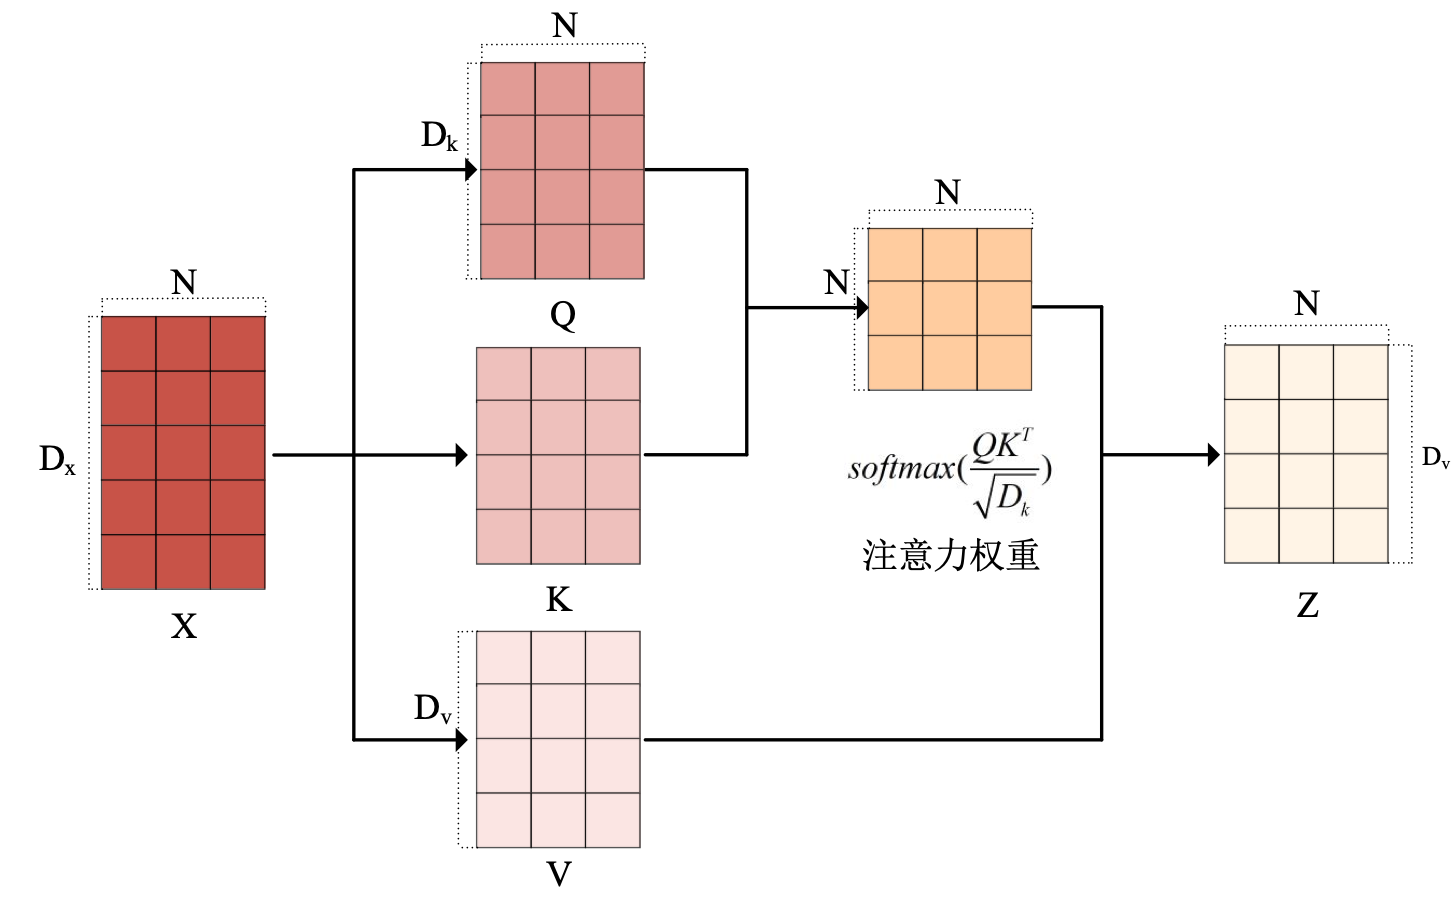 N
D_k
Q
N
D_x
X
K
D_v
V
N
N
softmax(\frac{QK^T}{\sqrt{D_k}})
注意力权重
N
D_v
Z